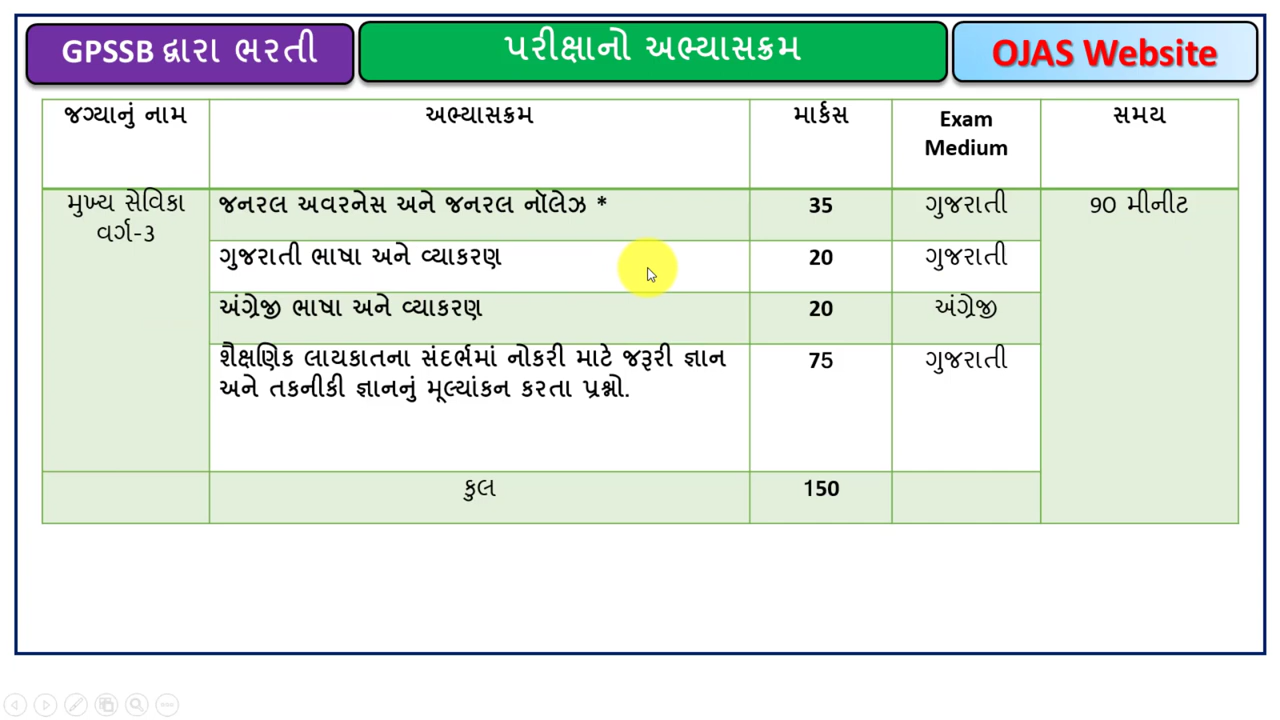 GPSSB દ્વારા ભરતી
પરીક્ષાનો અભ્યાસક્રમ
OJAS Website
જગ્યાનું નામ
અભ્યાસક્રમ
માર્કસ
Exam
Medium
સમય
મુખ્ય સેવિકા
વર્ગ-૩
જનરલ અવરનેસ અને જનરલ નૉલેઝ *
35
ગુજરાતી
90 મીનીટ
ગુજરાતી ભાષા અને વ્યાકરણ
20
ગુજરાતી
અંગ્રેજી ભાષા અને વ્યાકરણ
20
અંગ્રેજી
શૈક્ષણિક લાયકાતના સંદર્ભમાં નોકરી માટે જરૂરી જ્ઞાન
અને તકનીકી જ્ઞાનનું મૂલ્યાંકન કરતા પ્રશ્નો.
75
ગુજરાતી
કુલ
150